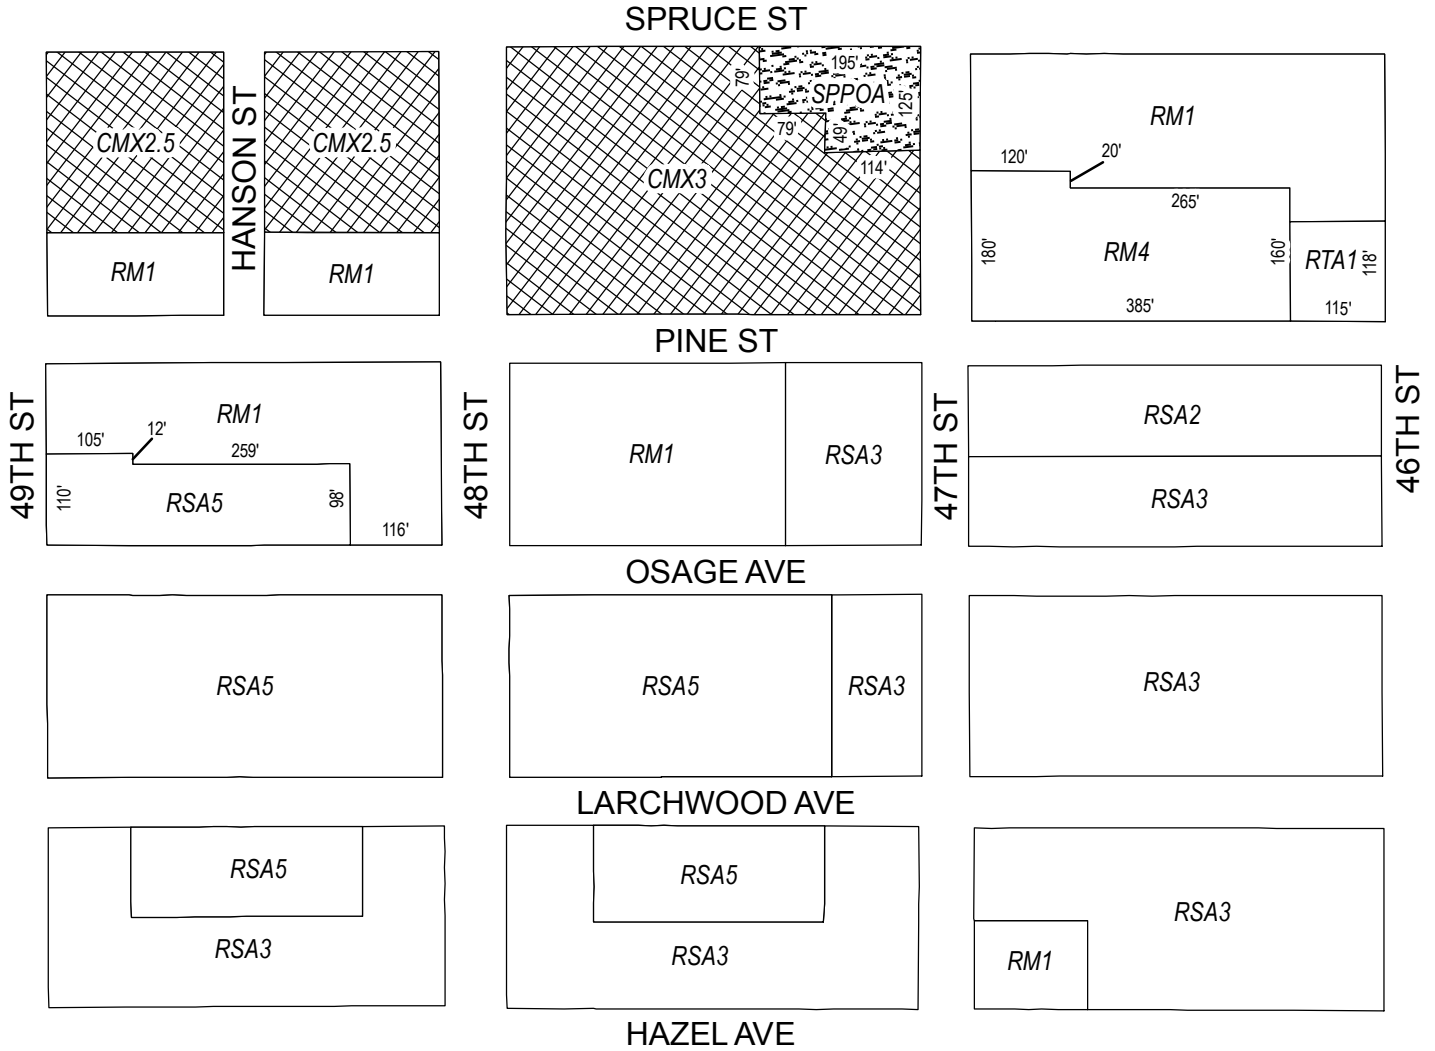 SPRUCE ST
CMX2.5
HANSON ST
CMX2.5
RM1
RM1
79'
195'
SPPOA
125'
79'
49'
114'
CMX3
RM1
120'
20'
265'
180'
RM4
160'
RTA1
118'
385'
115'
PINE ST
49TH ST
RM1
105'
12'
259'
110'
RSA5
98'
116'
48TH ST
RM1
RSA3
47TH ST
RSA2
RSA3
46TH ST
OSAGE AVE
RSA5
RSA5
RSA3
RSA3
LARCHWOOD AVE
RSA5
RSA3
RSA5
RSA3
RSA3
RM1
HAZEL AVE